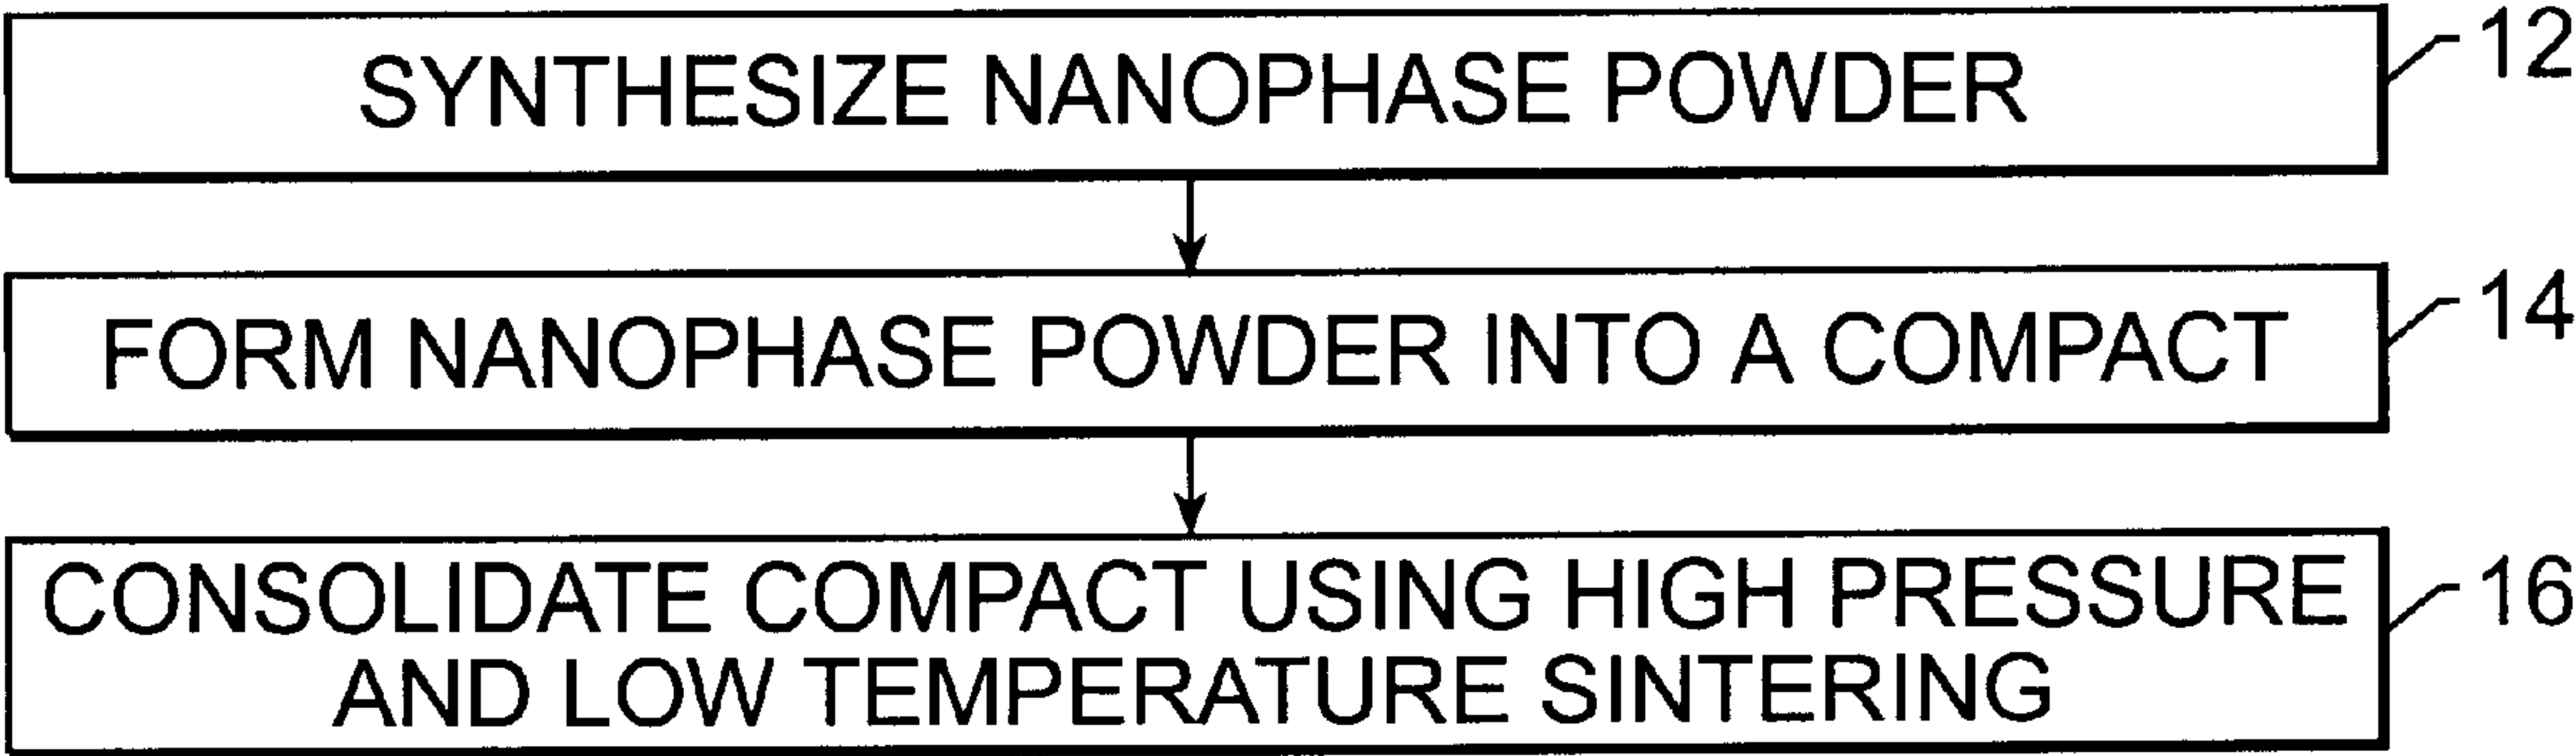 SYNTHESIZE NANOPHASE POWDER
12
FORM NANOPHASE POWDER INTO A COMPACT
14
CONSOLIDATE COMPACT USING HIGH PRESSURE
AND LOW TEMPERATURE SINTERING
16